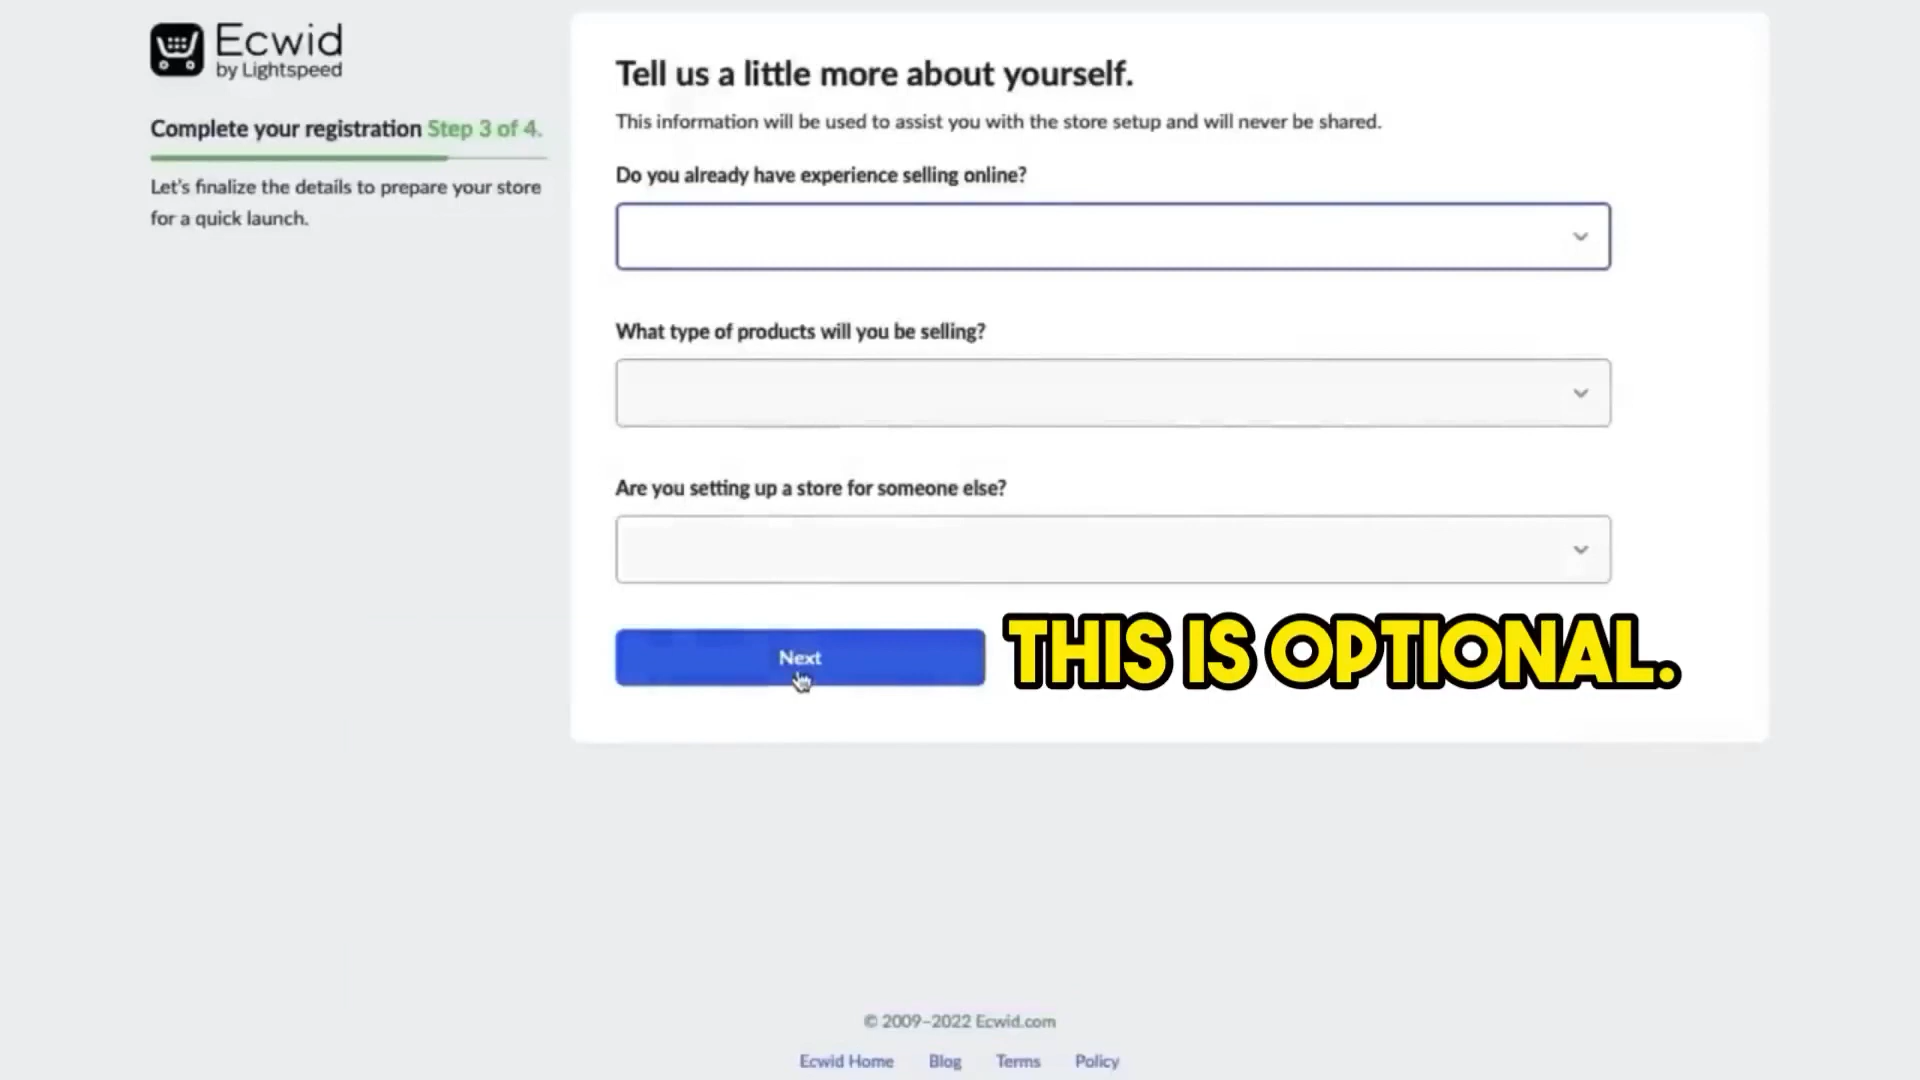 Ecwid
by Lightspeed
Complete your registration Step 3 of 4.
Let's finalize the details to prepare your store
for a quick launch.
Tell us a little more about yourself.
This information will be used to assist you with the store setup and will never be shared.
Do you already have experience selling online?
What type of products will you be selling?
Are you setting up a store for someone else?
Next
THIS IS OPTIONAL.
© 2009–2022 Ecwid.com
Ecwid Home Blog Terms Policy